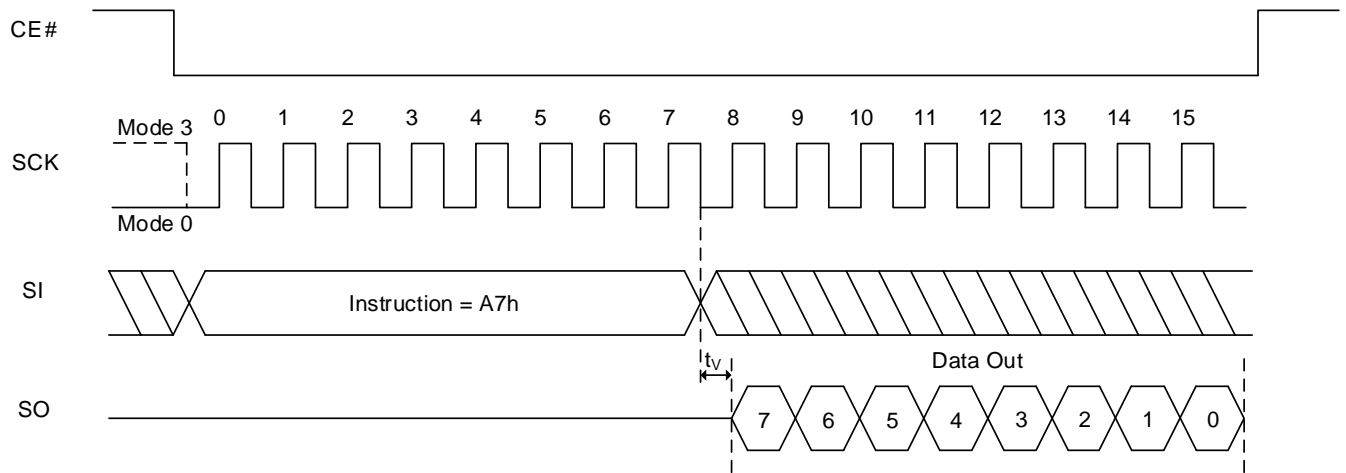 CE#
Mode 3 0 1 2 3 4 5 6 7 8 9 10 11 12 13 14 15
SCK
Mode 0
SI
Instruction = A7h
tV Data Out
SO
7 6 5 4 3 2 1 0